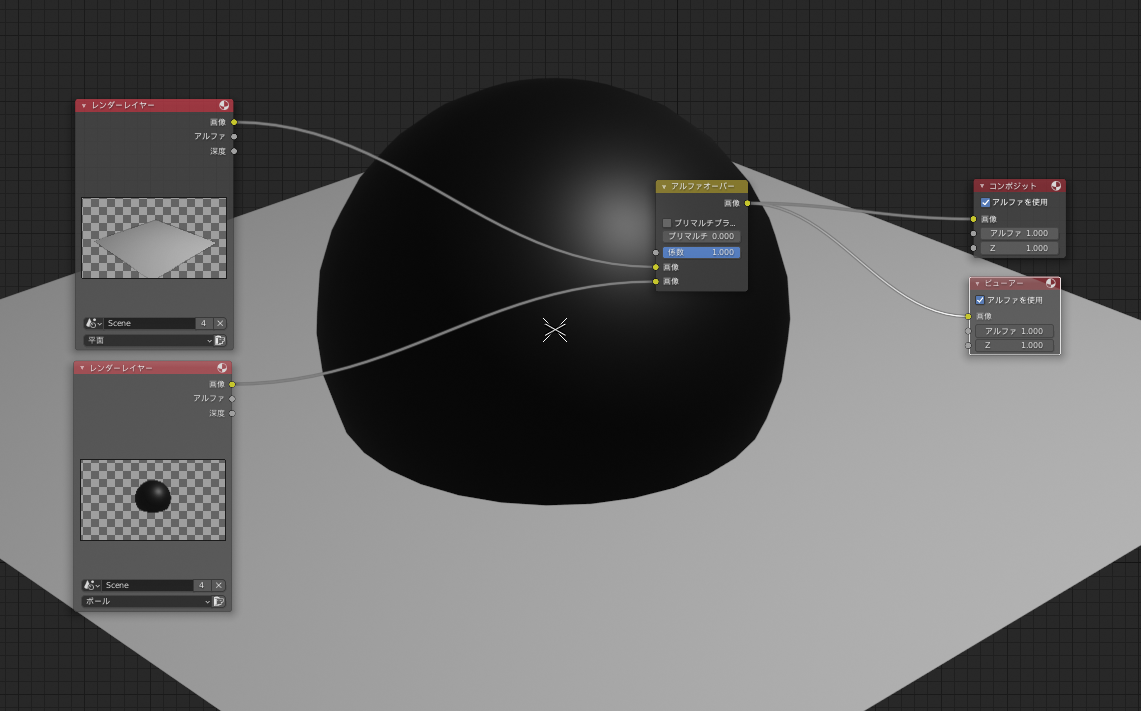 レンダーレイヤー
画像
アルファ
深度
Scene 4
平面
レンダーレイヤー
画像
アルファ
深度
Scene 4
ボール
アルファオーバー
画像
プリマルチプラ...
プリマルチ 0.000
係数 1.000
画像
画像
コンポジット
アルファを使用
画像
アルファ 1.000
Z 1.000
ビューアー
アルファを使用
画像
アルファ 1.000
Z 1.000